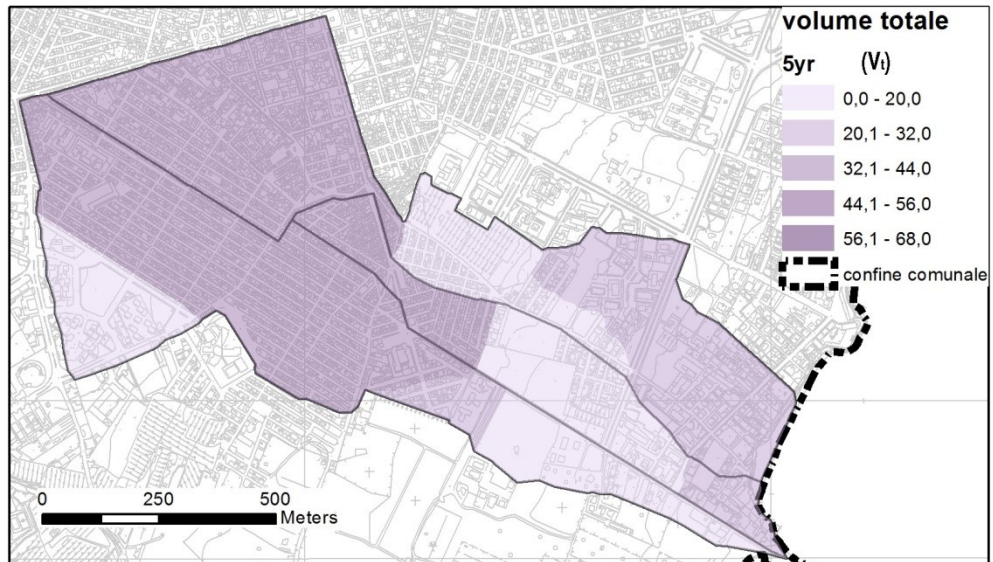 volume totale
5yr (Vt)
0,0 - 20,0
20,1 - 32,0
32,1 - 44,0
44,1 - 56,0
56,1 - 68,0
confine comunale
0 250 500
Meters